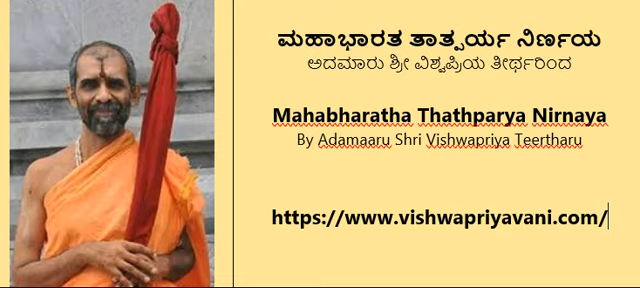 ಮಹಾಭಾರತ ತಾತ್ಪರ್ಯ ನಿರ್ಣಯ
ಅದಮಾರು ಶ್ರೀ ವಿಶ್ವಪ್ರಿಯ ತೀರ್ಥರಿಂದ
Mahabharatha Thathparya Nirnaya
By Adamaaru Shri Vishwapriya Teertharu
https://www.vishwapriyavani.com/